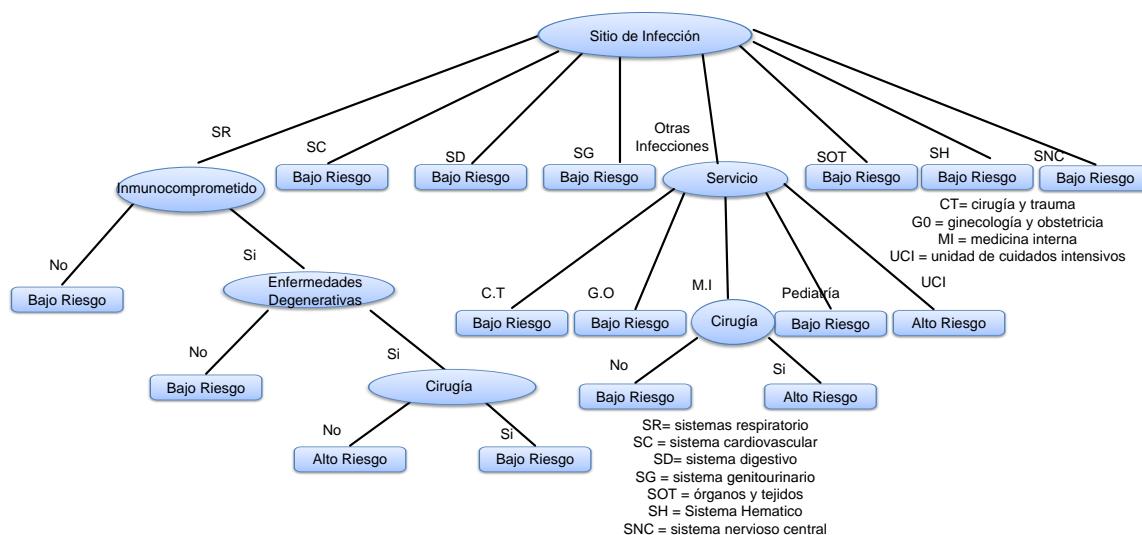 Sitio de Infección
SR
SC
SD
SG
Otras
Infecciones
SOT
SH
SNC
Inmunocomprometido
Bajo Riesgo
Bajo Riesgo
Bajo Riesgo
Servicio
Bajo Riesgo
Bajo Riesgo
Bajo Riesgo
CT= cirugía y trauma
G0 = ginecología y obstetricia
MI = medicina interna
UCI = unidad de cuidados intensivos
No
Si
Bajo Riesgo
Enfermedades
Degenerativas
C.T
G.O
M.I
Pediatría
UCI
Bajo Riesgo
Bajo Riesgo
Cirugía
Bajo Riesgo
Alto Riesgo
No
Si
Bajo Riesgo
Cirugía
No
Si
Bajo Riesgo
Alto Riesgo
No
Si
Alto Riesgo
Bajo Riesgo
SR= sistemas respiratorio
SC = sistema cardiovascular
SD= sistema digestivo
SG = sistema genitourinario
SOT = órganos y tejidos
SH = Sistema Hematico
SNC = sistema nervioso central